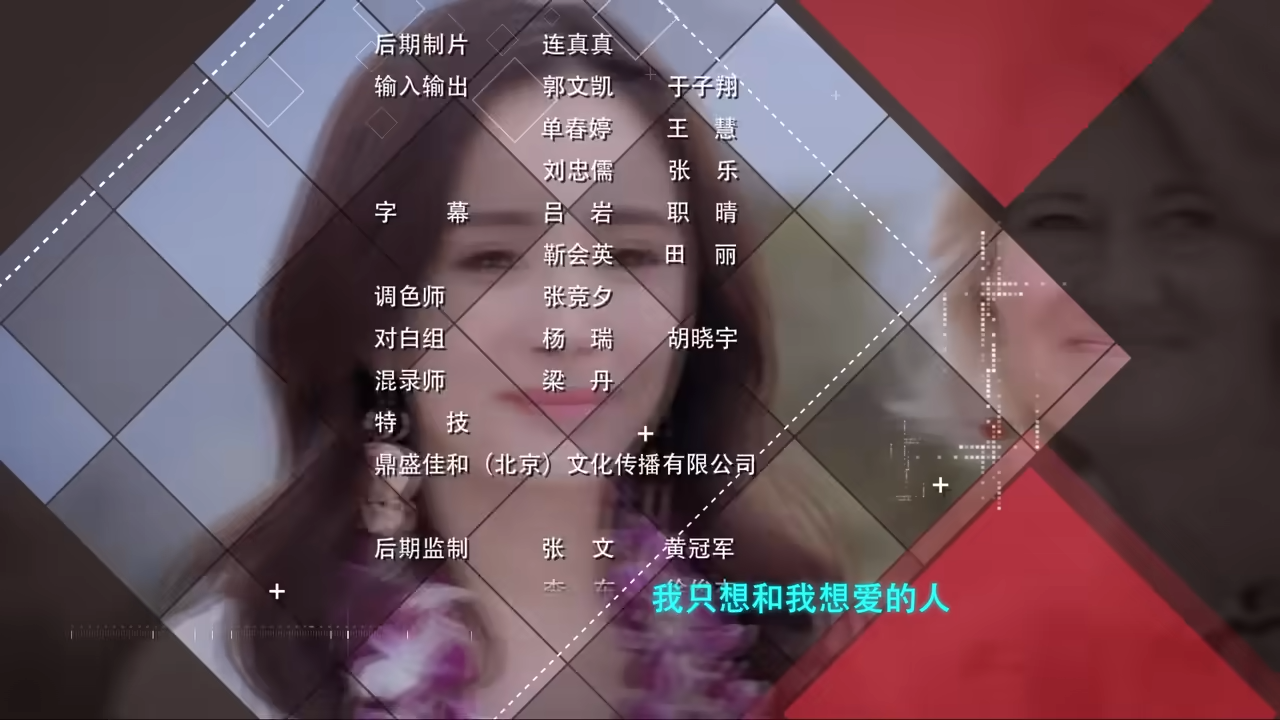 后期制片 连真真
输入输出 郭文凯 于子翔
单春婷 王 慧
刘忠儒 张 乐
字 幕 吕 岩 职 晴
靳会英 田 丽
调色师 张竞夕
对白组 杨 瑞 胡晓宇
混录师 梁 丹
特 技
鼎盛佳和（北京）文化传播有限公司
后期监制 张 文 黄冠军
我只想和我想爱的人